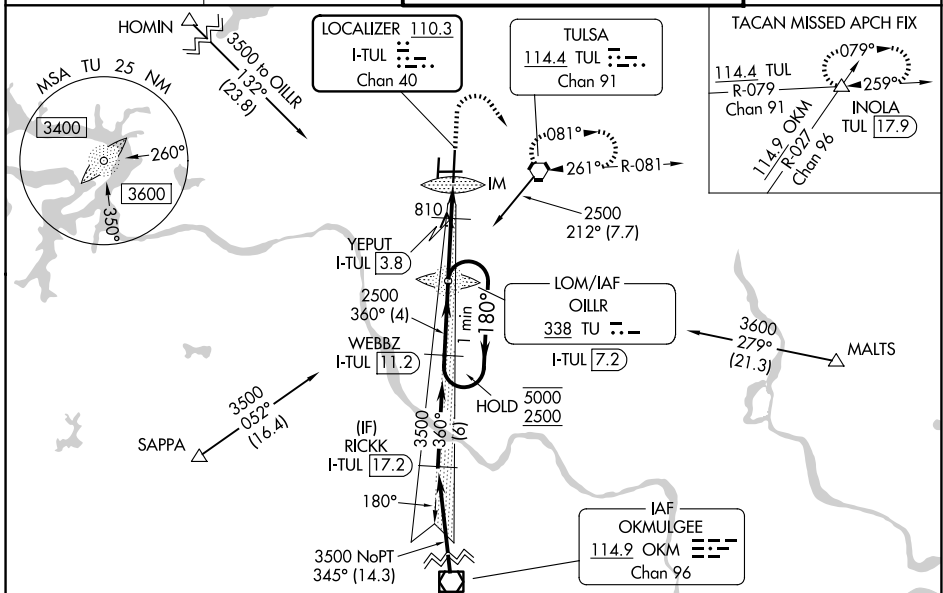 HOMIN
3500 to OILLR
132°
(23.8)
LOCALIZER 110.3
I-TUL
Chan 40
TULSA
114.4 TUL
Chan 91
TACAN MISSED APCH FIX
079°
259°
114.4 TUL
R-079
Chan 91
INOLA
TUL 17.9
114.9 OKM
R-027
Chan 96
MSA TU 25 NM
3400
260°
3600
350°
081°
261°
R-081
IM
2500
212° (7.7)
810
YEPUT
I-TUL 3.8
LOM/IAF
OILLR
338 TU
I-TUL 7.2
2500
360° (4)
1 min
180°
WEBBZ
I-TUL 11.2
3600
279°
(21.3)
MALTS
HOLD
5000
2500
3500
052°
(16.4)
SAPPA
3500
360°
(6)
(IF)
RICKK
I-TUL 17.2
180°
3500 NoPT
345° (14.3)
IAF
OKMULGEE
114.9 OKM
Chan 96